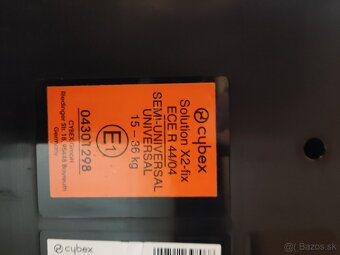 cybex
Solution X2-fix
ECE R 44/04
SEMI-UNIVERSAL
UNIVERSAL
15 – 36 kg
E1
04301298
CYBEX GmbH
Riedinger Str. 18, 95448 Bayreuth
Germany
cybex
Bazos.sk